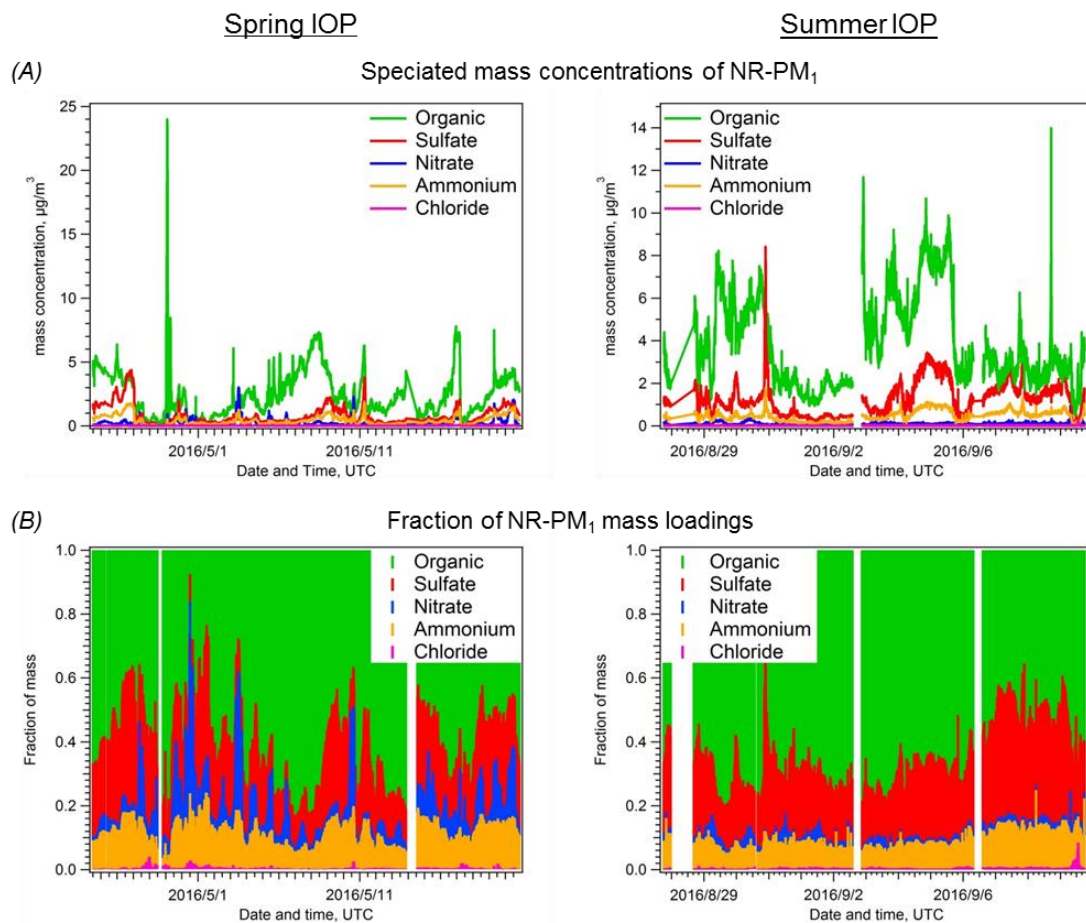 Spring IOP
Summer IOP
(A)
Speciated mass concentrations of NR-PM₁
25
20
15
10
5
0
mass concentration, µg/m³
Organic
Sulfate
Nitrate
Ammonium
Chloride
2016/5/1
2016/5/11
Date and Time, UTC
14
12
10
8
6
4
2
0
mass concentration, µg/m³
Organic
Sulfate
Nitrate
Ammonium
Chloride
2016/8/29
2016/9/2
2016/9/6
Date and time, UTC
(B)
Fraction of NR-PM₁ mass loadings
1.0
0.8
0.6
0.4
0.2
0.0
Fraction of mass
Organic
Sulfate
Nitrate
Ammonium
Chloride
2016/5/1
2016/5/11
Date and time, UTC
1.0
0.8
0.6
0.4
0.2
0.0
Fraction of mass
Organic
Sulfate
Nitrate
Ammonium
Chloride
2016/8/29
2016/9/2
2016/9/6
Date and time, UTC